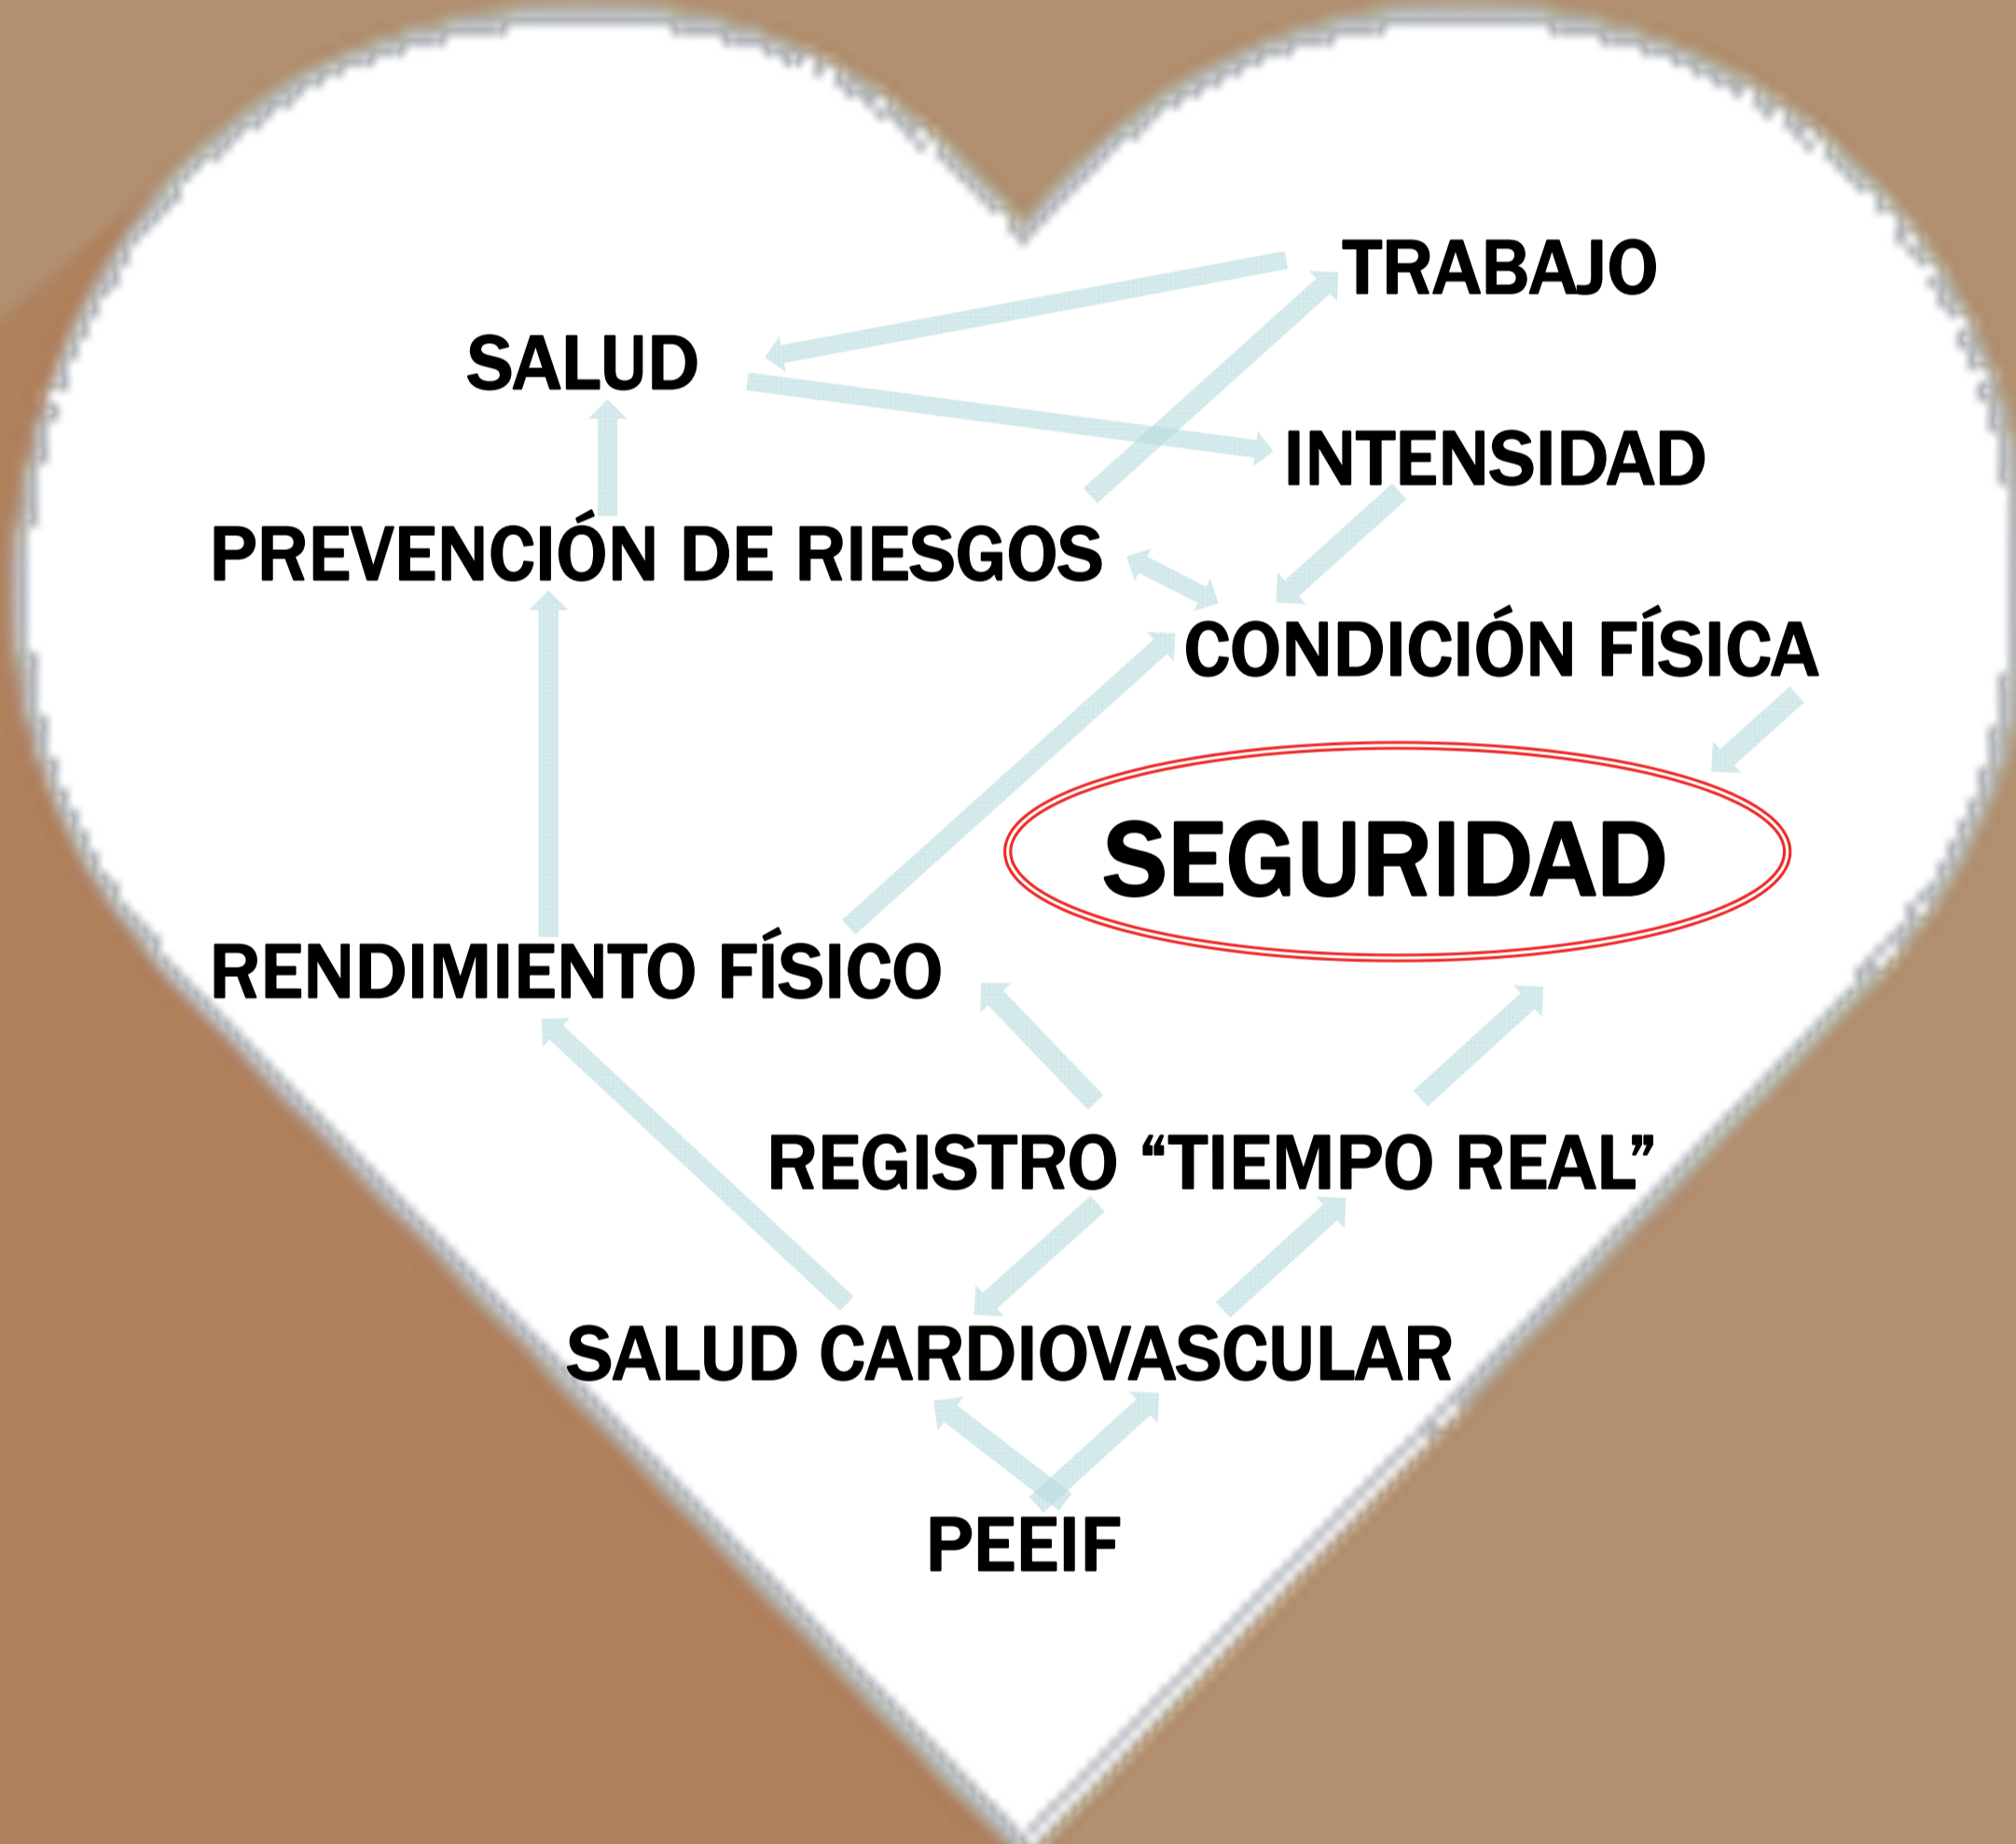 TRABAJO
SALUD
INTENSIDAD
PREVENCIÓN DE RIESGOS
CONDICIÓN FÍSICA
SEGURIDAD
RENDIMIENTO FÍSICO
REGISTRO “TIEMPO REAL”
SALUD CARDIOVASCULAR
PEEIF